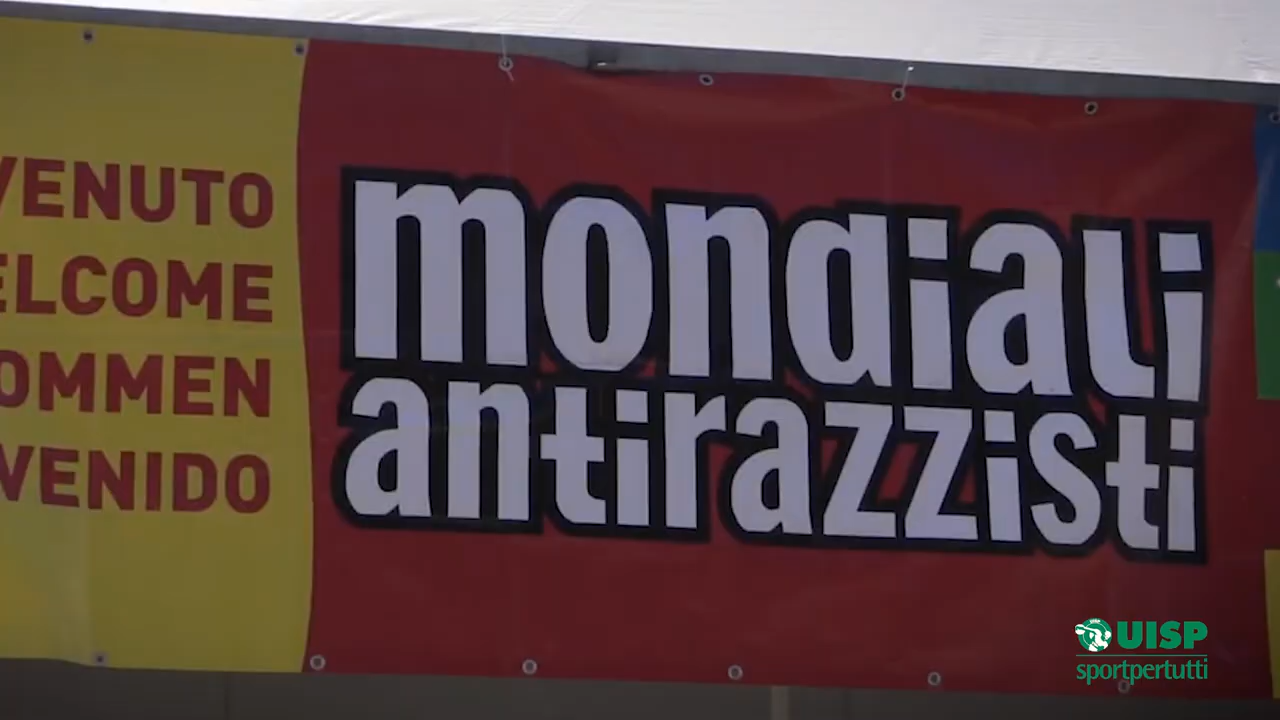 VENUTO
ELCOME
OMMEN
VENIDO
mondiali
antirazzisti
UISP
sportpertutti